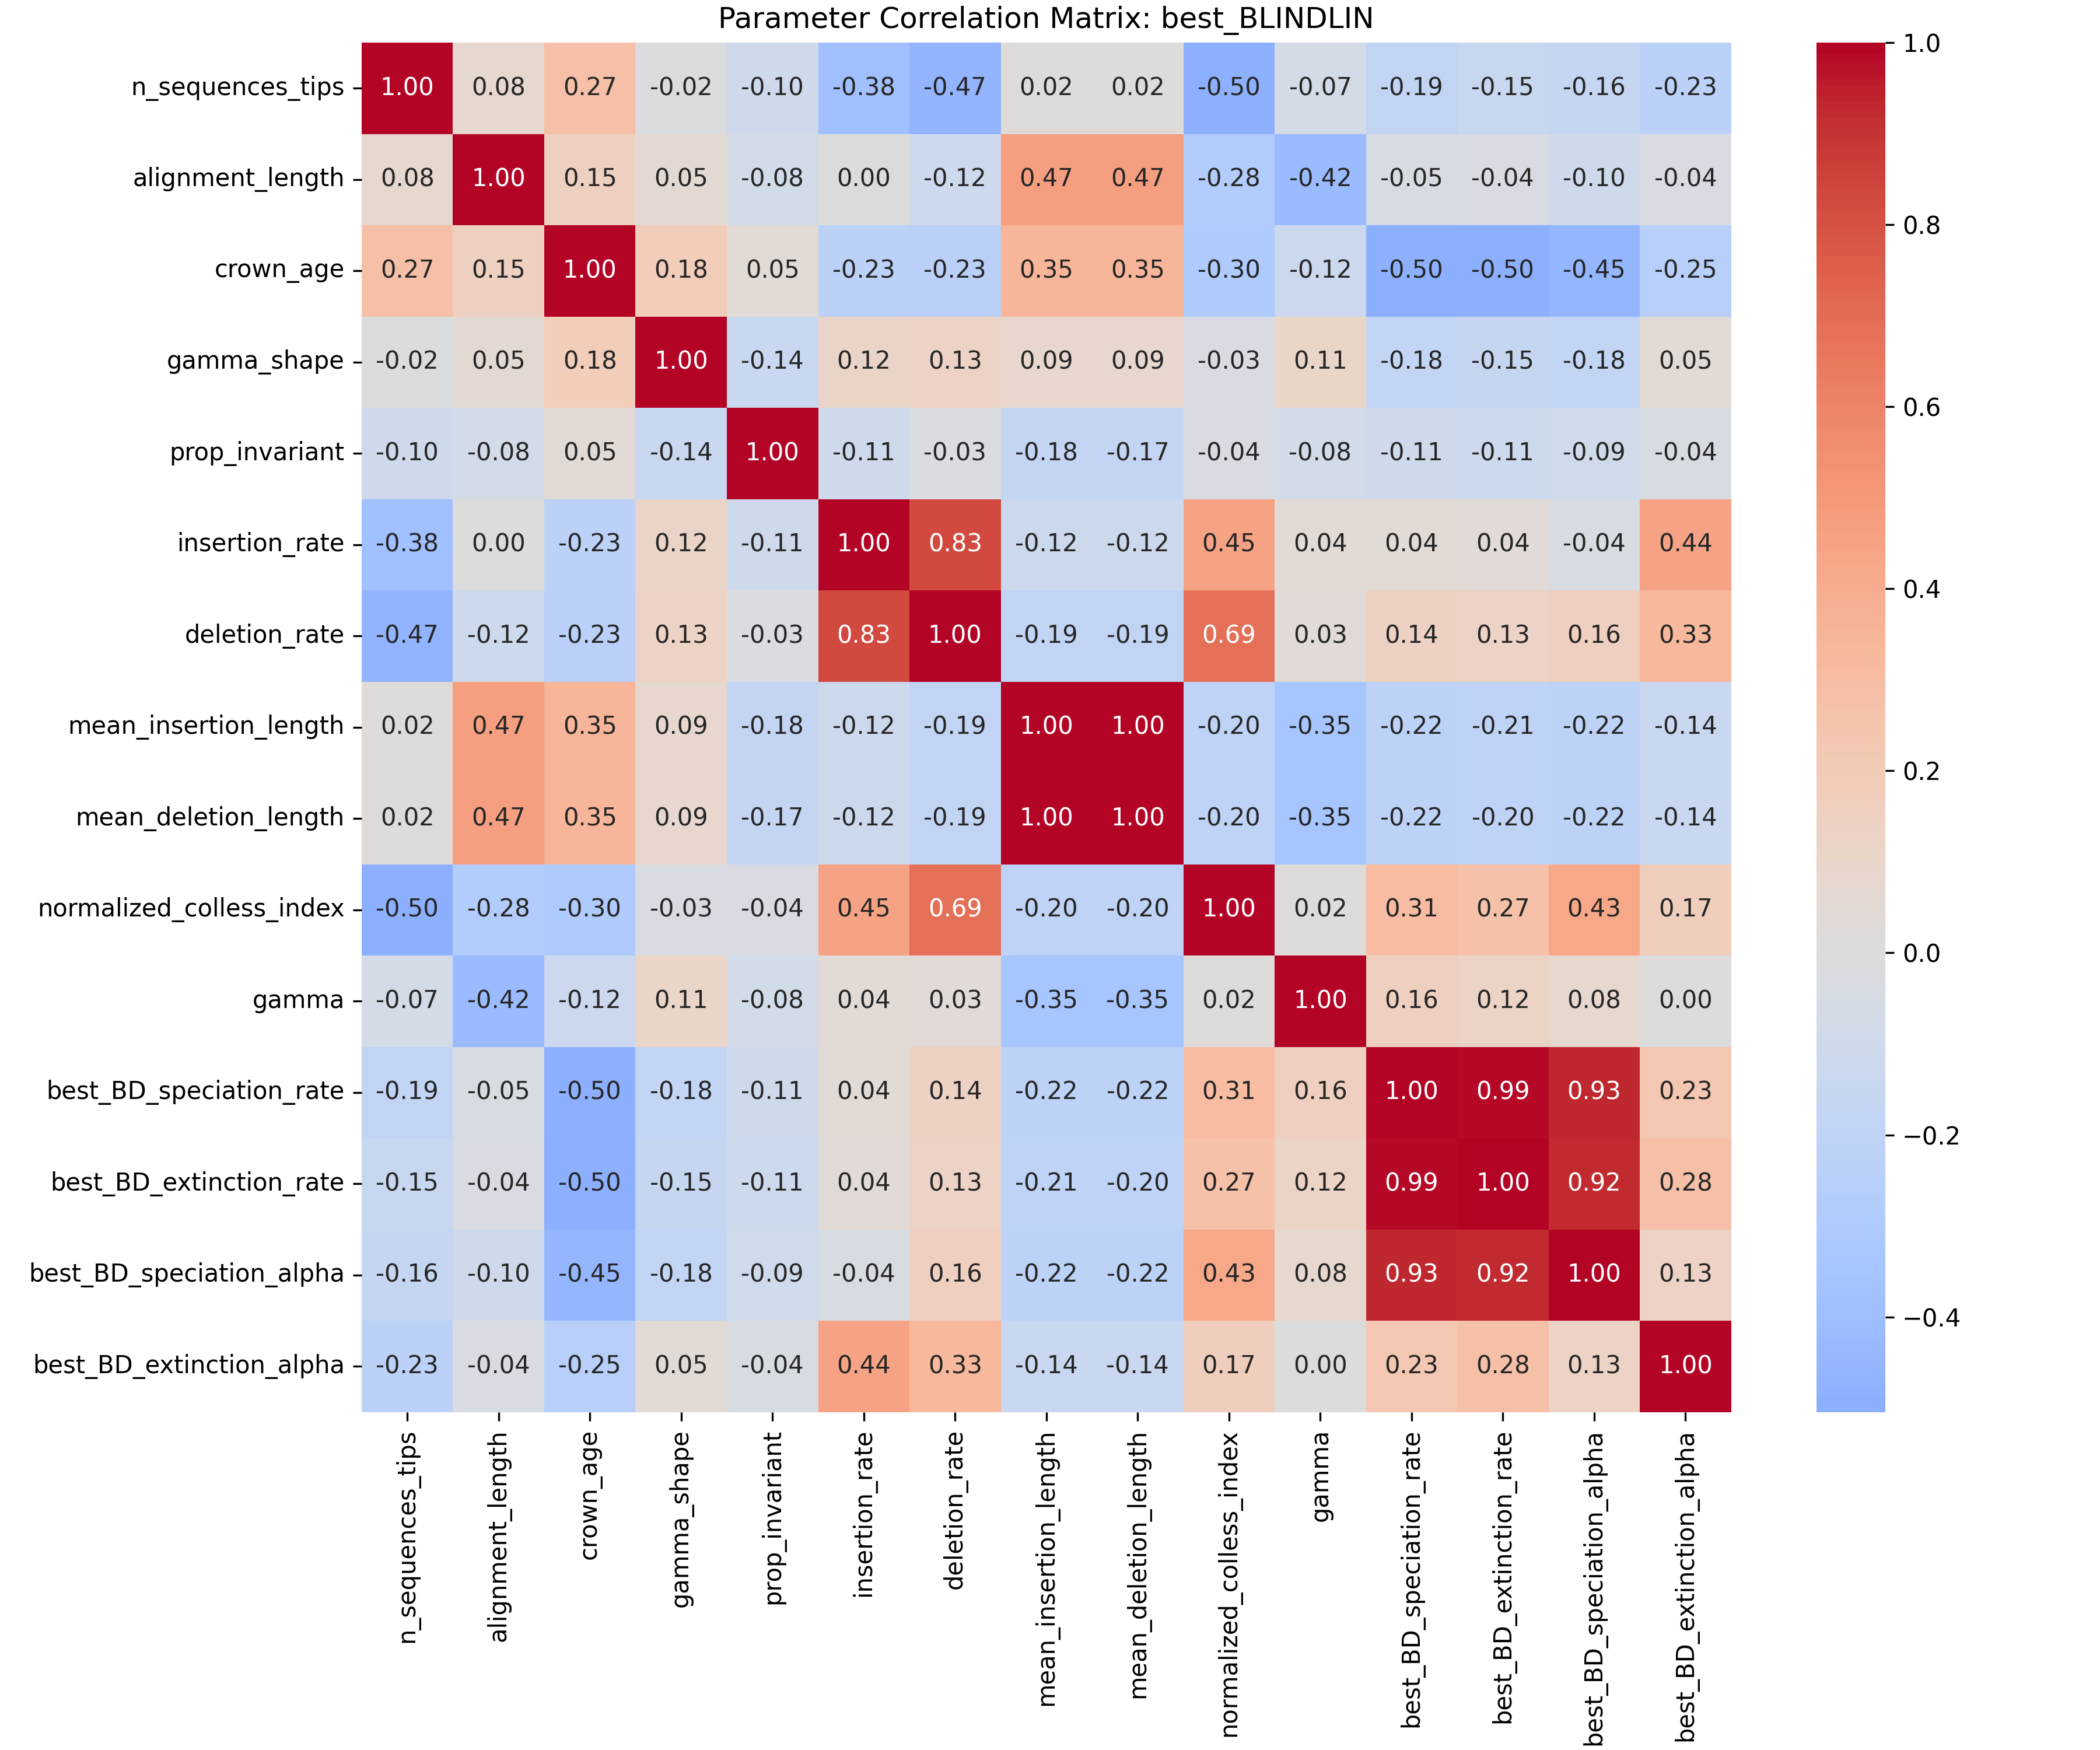 Parameter Correlation Matrix: best_BLINDLIN
n_sequences_tips 1.00 0.08 0.27 -0.02 -0.10 -0.38 -0.47 0.02 0.02 -0.50 -0.07 -0.19 -0.15 -0.16 -0.23
alignment_length 0.08 1.00 0.15 0.05 -0.08 0.00 -0.12 0.47 0.47 -0.28 -0.42 -0.05 -0.04 -0.10 -0.04
crown_age 0.27 0.15 1.00 0.18 0.05 -0.23 -0.23 0.35 0.35 -0.30 -0.12 -0.50 -0.50 -0.45 -0.25
gamma_shape -0.02 0.05 0.18 1.00 -0.14 0.12 0.13 0.09 0.09 -0.03 0.11 -0.18 -0.15 -0.18 0.05
prop_invariant -0.10 -0.08 0.05 -0.14 1.00 -0.11 -0.03 -0.18 -0.17 -0.04 -0.08 -0.11 -0.11 -0.09 -0.04
insertion_rate -0.38 0.00 -0.23 0.12 -0.11 1.00 0.83 -0.12 -0.12 0.45 0.04 0.04 0.04 -0.04 0.44
deletion_rate -0.47 -0.12 -0.23 0.13 -0.03 0.83 1.00 -0.19 -0.19 0.69 0.03 0.14 0.13 0.16 0.33
mean_insertion_length 0.02 0.47 0.35 0.09 -0.18 -0.12 -0.19 1.00 1.00 -0.20 -0.35 -0.22 -0.21 -0.22 -0.14
mean_deletion_length 0.02 0.47 0.35 0.09 -0.17 -0.12 -0.19 1.00 1.00 -0.20 -0.35 -0.22 -0.20 -0.22 -0.14
normalized_colless_index -0.50 -0.28 -0.30 -0.03 -0.04 0.45 0.69 -0.20 -0.20 1.00 0.02 0.31 0.27 0.43 0.17
gamma -0.07 -0.42 -0.12 0.11 -0.08 0.04 0.03 -0.35 -0.35 0.02 1.00 0.16 0.12 0.08 0.00
best_BD_speciation_rate -0.19 -0.05 -0.50 -0.18 -0.11 0.04 0.14 -0.22 -0.22 0.31 0.16 1.00 0.99 0.93 0.23
best_BD_extinction_rate -0.15 -0.04 -0.50 -0.15 -0.11 0.04 0.13 -0.21 -0.20 0.27 0.12 0.99 1.00 0.92 0.28
best_BD_speciation_alpha -0.16 -0.10 -0.45 -0.18 -0.09 -0.04 0.16 -0.22 -0.22 0.43 0.08 0.93 0.92 1.00 0.13
best_BD_extinction_alpha -0.23 -0.04 -0.25 0.05 -0.04 0.44 0.33 -0.14 -0.14 0.17 0.00 0.23 0.28 0.13 1.00
n_sequences_tips
alignment_length
crown_age
gamma_shape
prop_invariant
insertion_rate
deletion_rate
mean_insertion_length
mean_deletion_length
normalized_colless_index
gamma
best_BD_speciation_rate
best_BD_extinction_rate
best_BD_speciation_alpha
best_BD_extinction_alpha
1.0
0.8
0.6
0.4
0.2
0.0
−0.2
−0.4